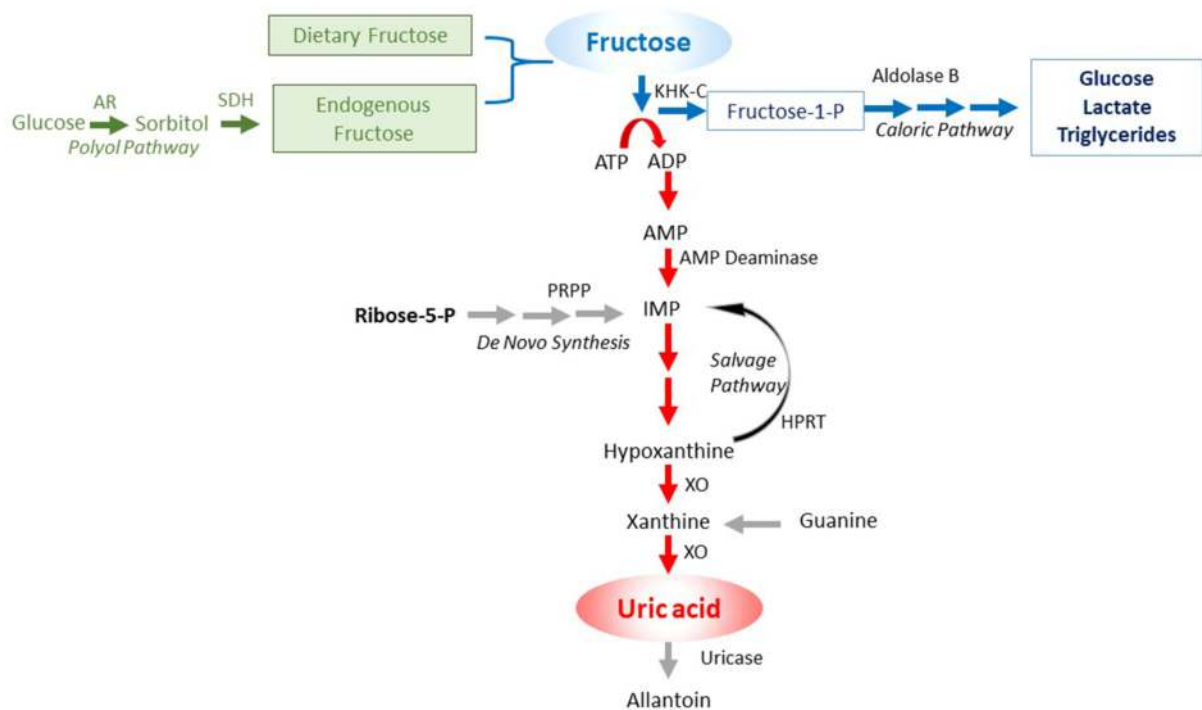 Dietary Fructose
Fructose
AR
SDH
Glucose
Sorbitol
Polyol Pathway
Endogenous
Fructose
KHK-C
Fructose-1-P
Aldolase B
Caloric Pathway
Glucose
Lactate
Triglycerides
ATP
ADP
AMP
AMP Deaminase
Ribose-5-P
PRPP
De Novo Synthesis
IMP
Salvage
Pathway
HPRT
Hypoxanthine
XO
Xanthine
Guanine
XO
Uric acid
Uricase
Allantoin